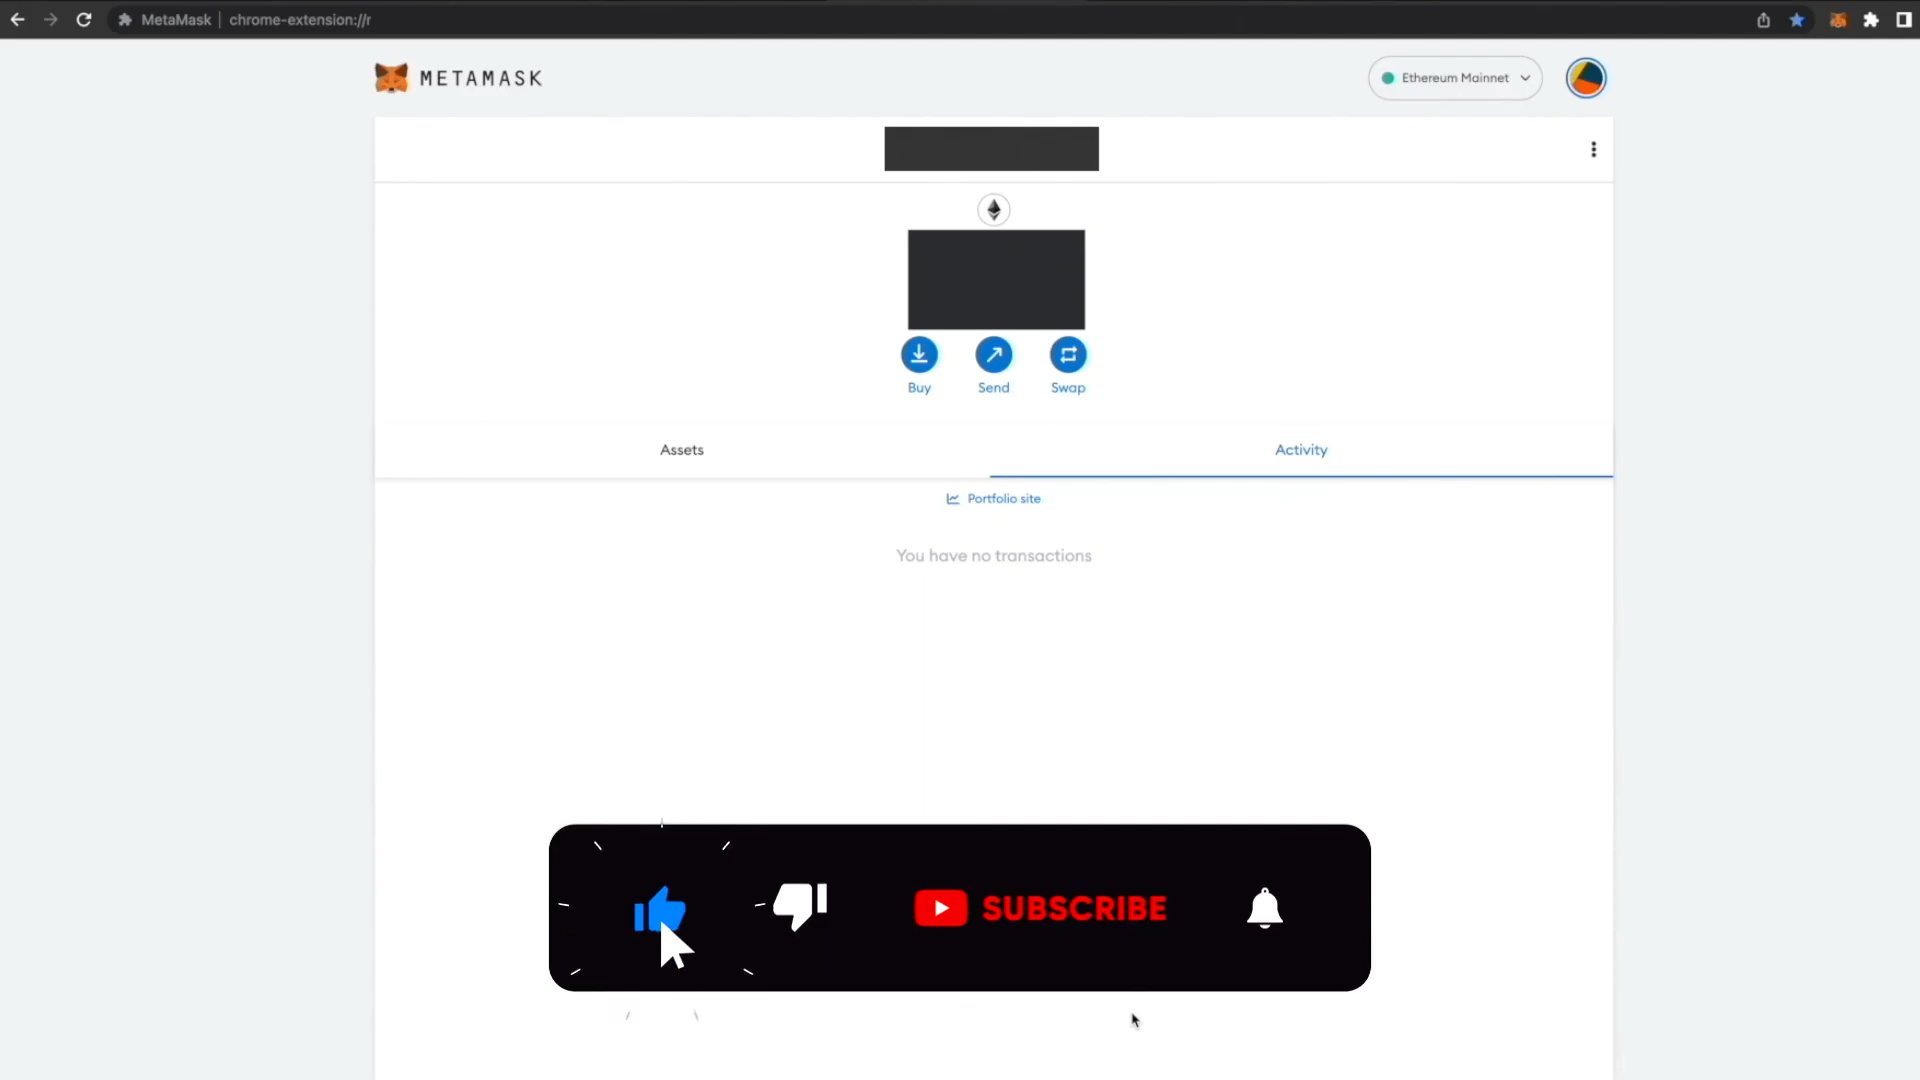 MetaMask | chrome-extension://r
METAMASK
Ethereum Mainnet
Buy
Send
Swap
Assets
Activity
Portfolio site
You have no transactions
SUBSCRIBE